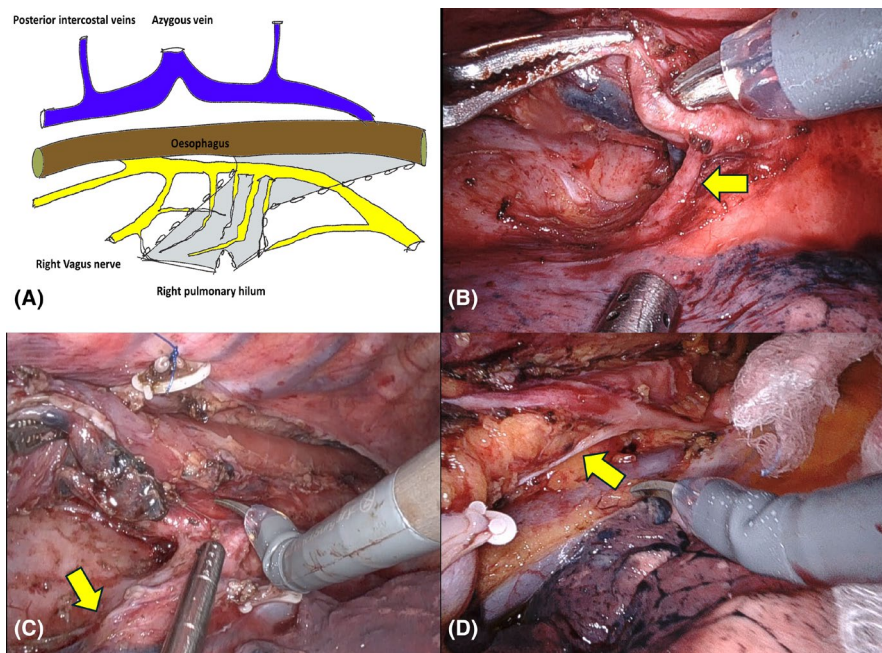 Posterior intercostal veins
Azygous vein
Oesophagus
Right Vagus nerve
Right pulmonary hilum
(A)
(B)
(C)
(D)